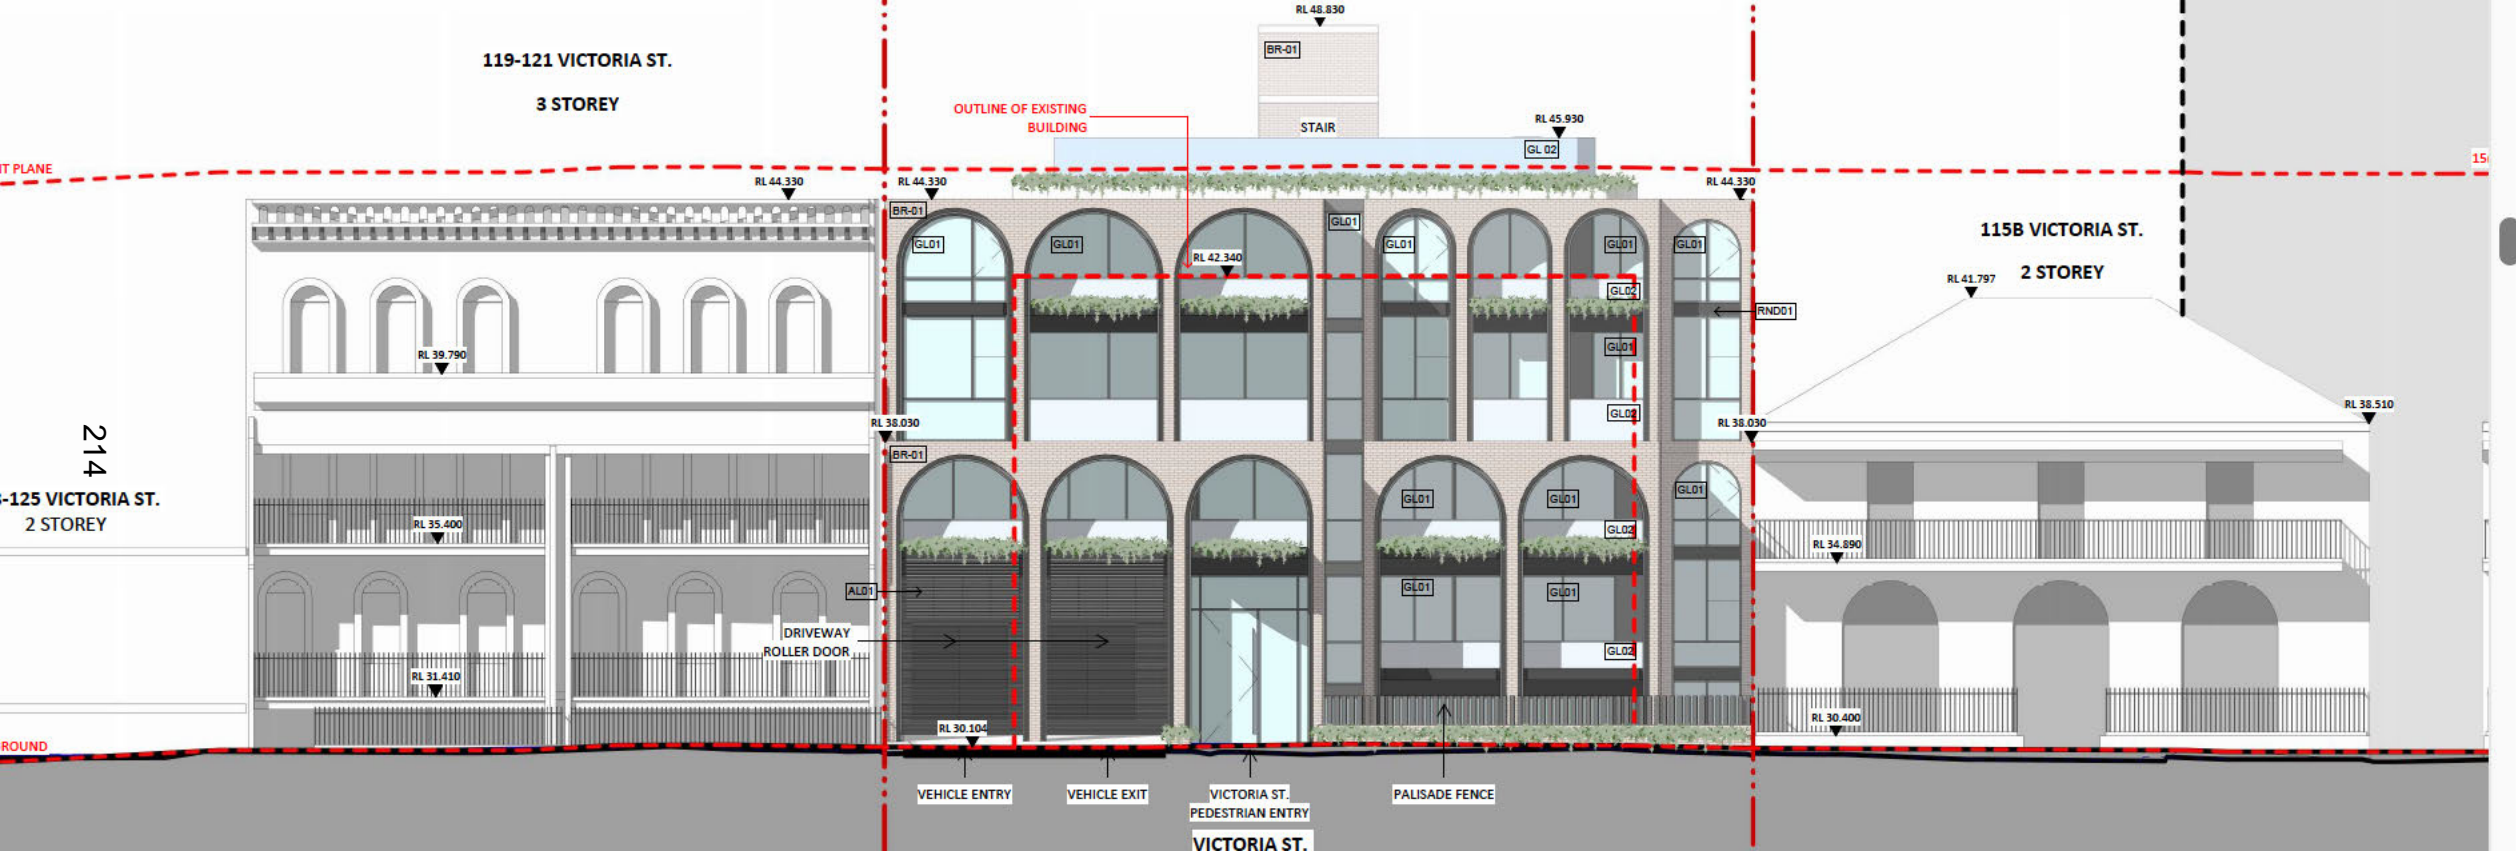 RL 48.830
BR-01
119-121 VICTORIA ST.
3 STOREY
OUTLINE OF EXISTING
BUILDING
STAIR
RL 45.930
GL 02
T PLANE
15
RL 44.330
RL 44.330
RL 44.330
BR-01
GL01
GL01
GL01
GL01
GL01
GL01
115B VICTORIA ST.
2 STOREY
RL 42.340
RL 41.797
GL02
RND01
GL01
RL 39.790
GL02
RL 38.510
RL 38.030
RL 38.030
BR-01
214
-125 VICTORIA ST.
2 STOREY
GL01
GL01
GL01
GL02
RL 35.400
RL 34.890
AL01
GL01
GL01
DRIVEWAY
ROLLER DOOR
GL02
RL 31.410
RL 30.104
RL 30.400
ROUND
VEHICLE ENTRY
VEHICLE EXIT
VICTORIA ST.
PEDESTRIAN ENTRY
PALISADE FENCE
VICTORIA ST.